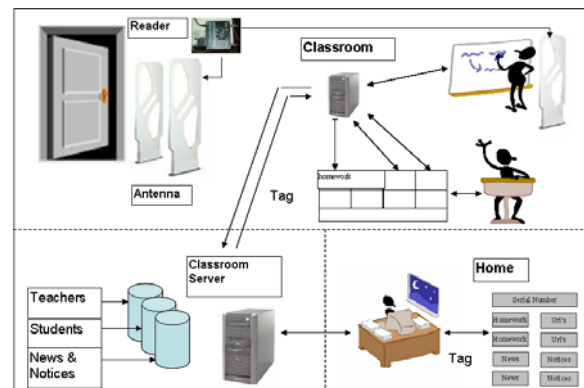 Reader
Classroom
Antenna
Tag
homework
Classroom
Server
Teachers
Students
News &
Notices
Home
Serial Number
Homework
Url's
Homework
Url's
News
Notices
News
Notices
Tag